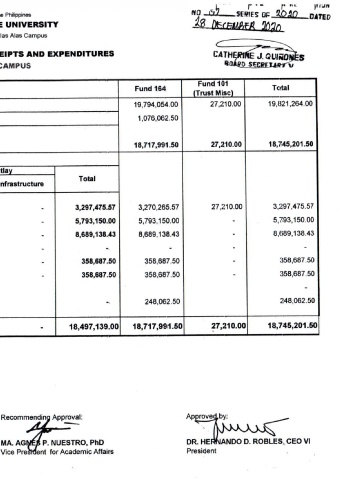 NO SERIES OF 2020 DATED
28 DECEMBER 2020
e Philippines
E UNIVERSITY
las Alas Campus
CEIPTS AND EXPENDITURES
CAMPUS
CATHERINE J. QUIRONES
BOARD SECRETARY V
Fund 164 Fund 101 (Trust Misc) Total
19,794,054.00 27,210.00 19,821,264.00
1,076,062.50
18,717,991.50 27,210.00 18,745,201.50
tlay
nfrastructure Total
- 3,297,475.57 3,270,265.57 27,210.00 3,297,475.57
- 5,793,150.00 5,793,150.00 - 5,793,150.00
- 8,689,138.43 8,689,138.43 - 8,689,138.43
- - - - -
- 358,687.50 358,687.50 - 358,687.50
- 358,687.50 358,687.50 - 358,687.50
-
- - 248,062.50 248,062.50
- 18,497,139.00 18,717,991.50 27,210.00 18,745,201.50
Recommending Approval: Approved by:
MA. AGNES P. NUESTRO, PhD DR. HERNANDO D. ROBLES, CEO VI
Vice President for Academic Affairs President